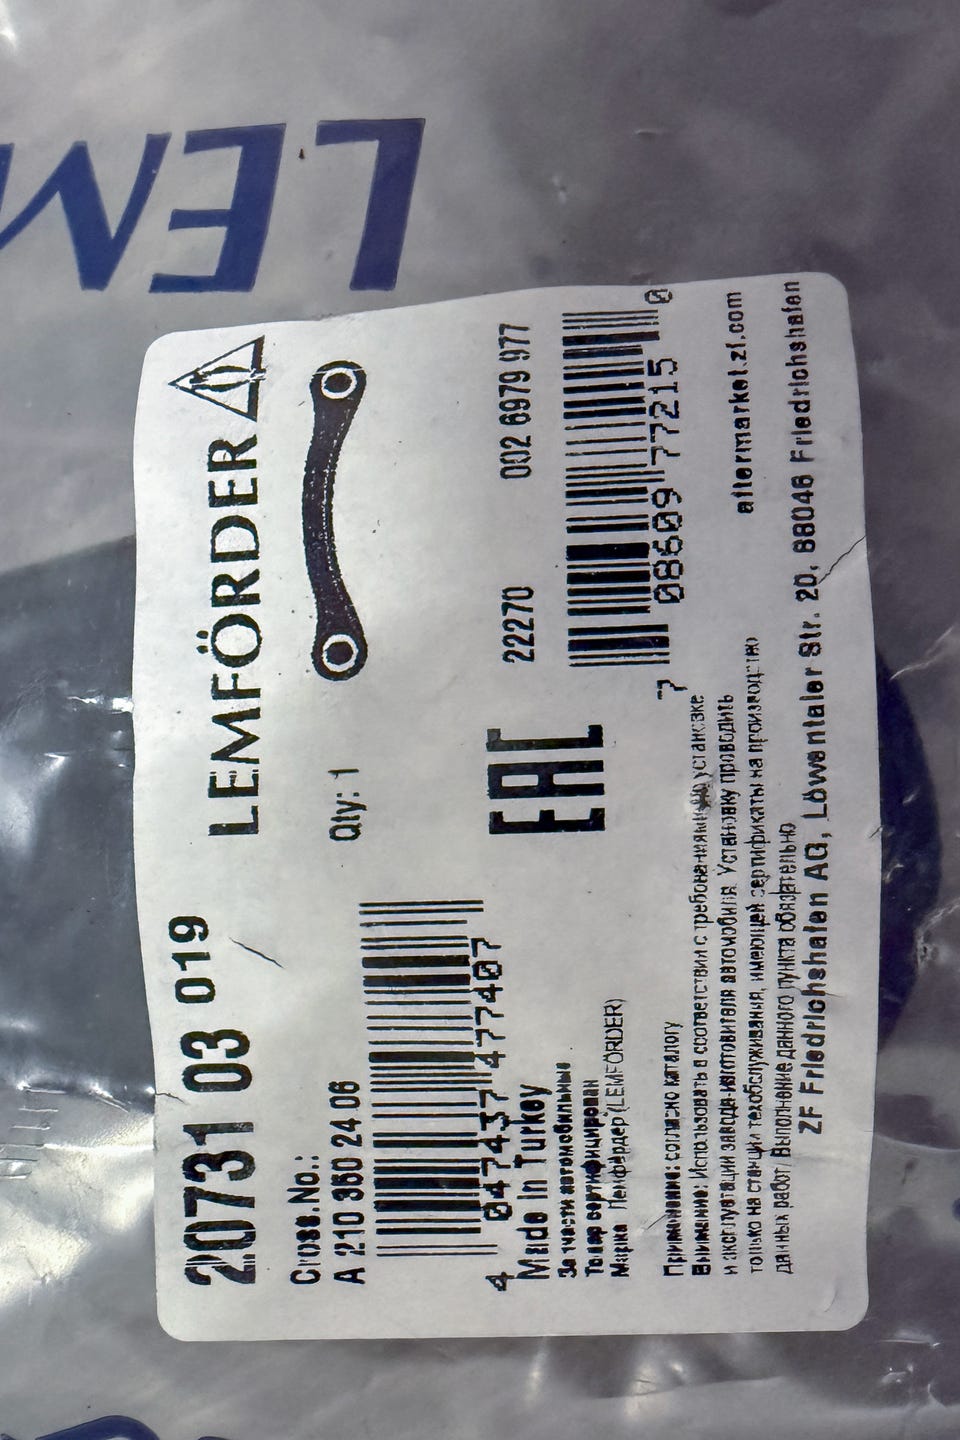 LEM
20731 03 019
LEMFÖRDER
Cross.No.:
A 210 350 24 06
Qty: 1
4 047437 477407
EAC
22270
002 6979 977
7 08609 77215 0
Made in Turkey
Запчасти автомобильные
Товар сертифицирован
Марка Лемфёрдер (LEMFÖRDER)
aftermarket.zf.com
Применение: согласно каталогу
Внимание: Использовать в соответствии с требованиями по установке
и эксплуатации завода-изготовителя автомобиля. Установку проводить
только на станции техобслуживания, имеющей сертификаты на производство
данных работ/Выполнение данного пункта обязательно
ZF Friedrichshafen AG, Löwentaler Str. 20, 88046 Friedrichshafen